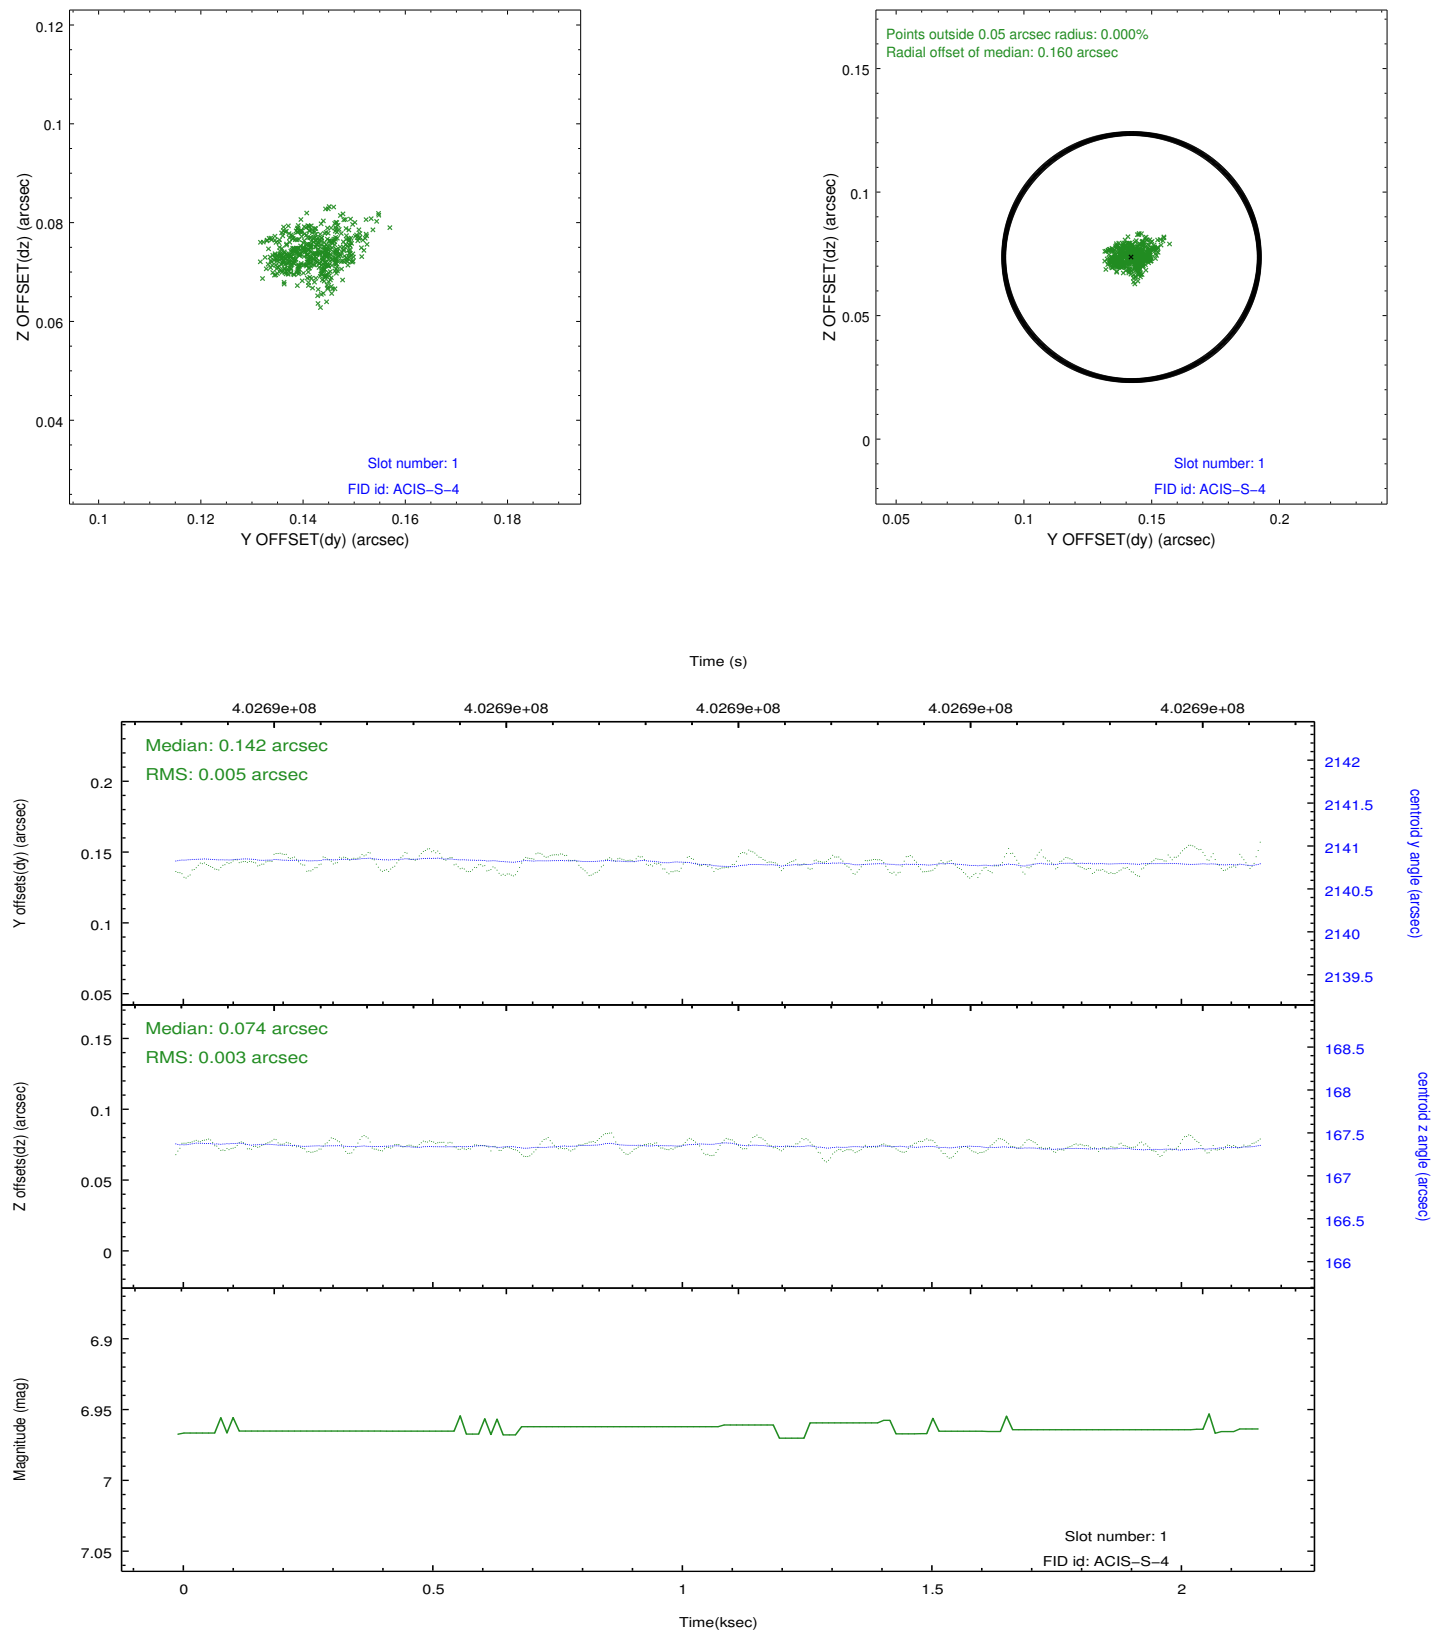 Points outside 0.05 arcsec radius: 0.000%
Radial offset of median: 0.160 arcsec
0.12
0.1
0.08
0.06
0.04
Z OFFSET(dz) (arcsec)
Slot number: 1
FID id: ACIS−S−4
0.1 0.12 0.14 0.16 0.18
Y OFFSET(dy) (arcsec)
0.15
0.1
0.05
0
Z OFFSET(dz) (arcsec)
Slot number: 1
FID id: ACIS−S−4
0.05 0.1 0.15 0.2
Y OFFSET(dy) (arcsec)
Time (s)
4.0269e+08 4.0269e+08 4.0269e+08 4.0269e+08 4.0269e+08
Median: 0.142 arcsec
RMS: 0.005 arcsec
0.2
0.15
0.1
0.05
Y offsets(dy) (arcsec)
2142
2141.5
2141
2140.5
2140
2139.5
centroid y angle (arcsec)
Median: 0.074 arcsec
RMS: 0.003 arcsec
0.15
0.1
0.05
0
Z offsets(dz) (arcsec)
168.5
168
167.5
167
166.5
166
centroid z angle (arcsec)
6.9
6.95
7
7.05
Magnitude (mag)
Slot number: 1
FID id: ACIS−S−4
0 0.5 1 1.5 2
Time(ksec)